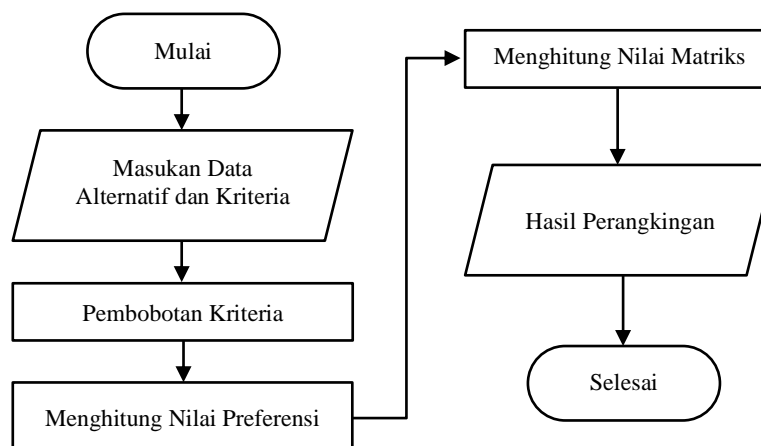 Mulai
Masukan Data
Alternatif dan Kriteria
Pembobotan Kriteria
Menghitung Nilai Preferensi
Menghitung Nilai Matriks
Hasil Perangkingan
Selesai